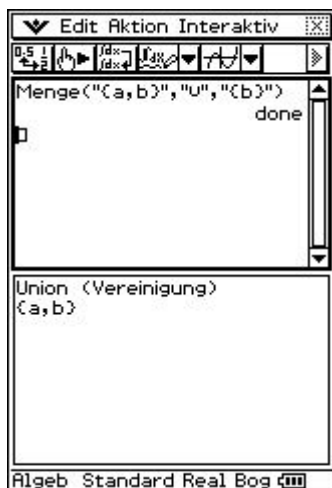 Edit Aktion Interaktiv
Menge("{a,b}","∪","{b}")
done
Union (Vereinigung)
{a,b}
Algeb Standard Real Bog